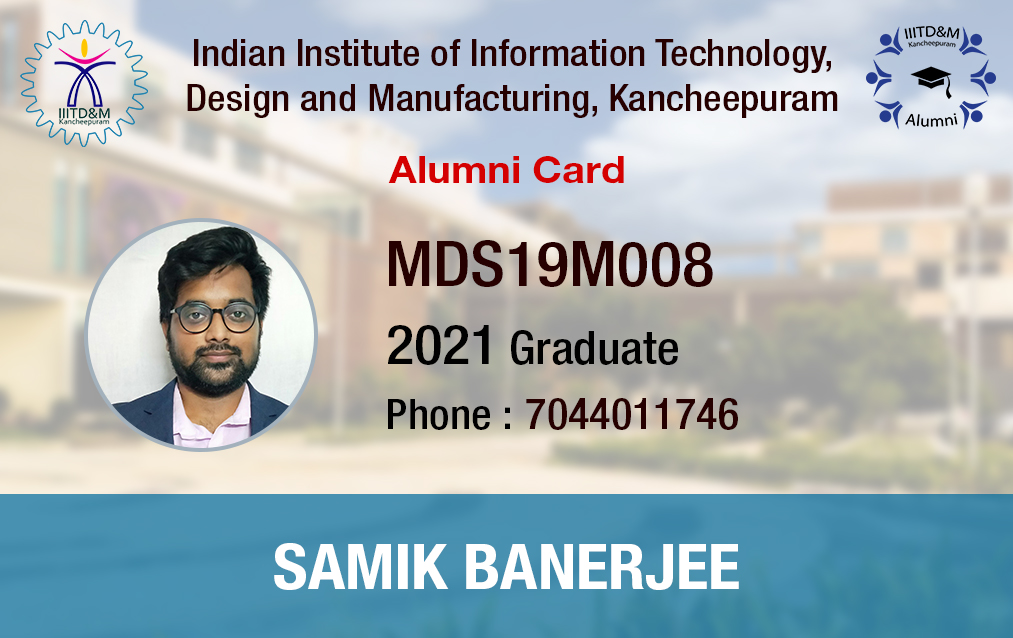 Indian Institute of Information Technology,
Design and Manufacturing, Kancheepuram
IIITD&M
Kancheepuram
IIITD&M
Kancheepuram
Alumni
Alumni Card
MDS19M008
2021 Graduate
Phone : 7044011746
SAMIK BANERJEE